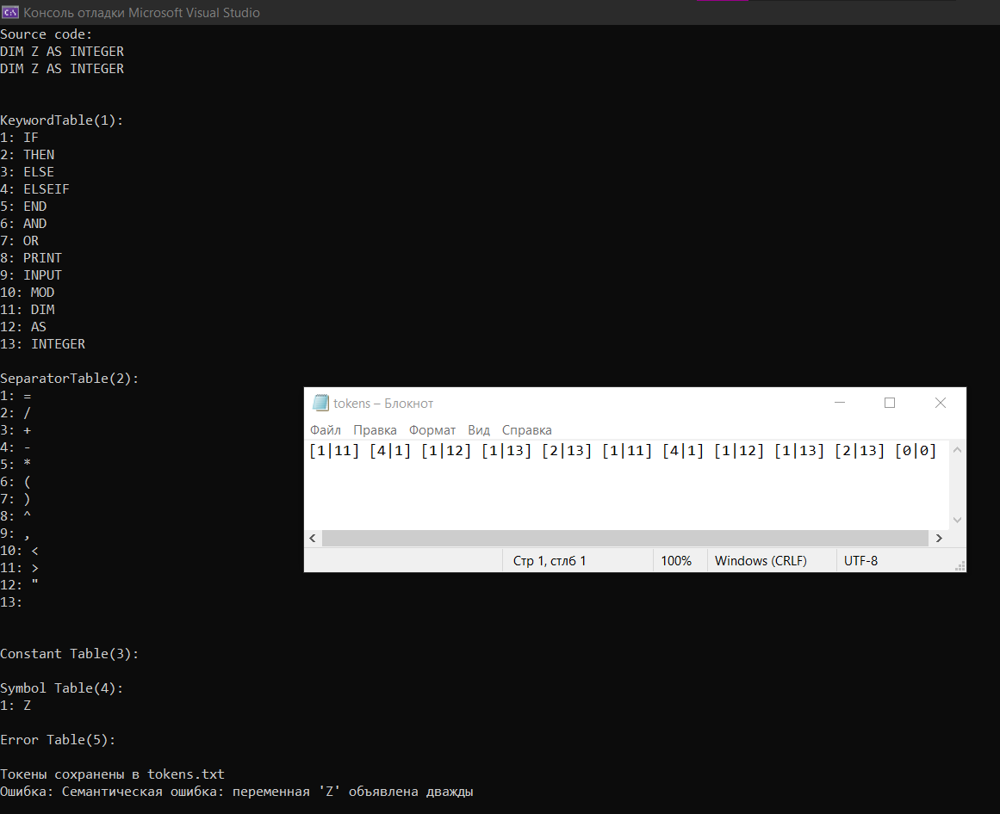 Консоль отладки Microsoft Visual Studio
Source code:
DIM Z AS INTEGER
DIM Z AS INTEGER
KeywordTable(1):
1: IF
2: THEN
3: ELSE
4: ELSEIF
5: END
6: AND
7: OR
8: PRINT
9: INPUT
10: MOD
11: DIM
12: AS
13: INTEGER
SeparatorTable(2):
1: =
2: /
3: +
4: -
5: *
6: (
7: )
8: ^
9: ,
10: <
11: >
12: "
13:
Constant Table(3):
Symbol Table(4):
1: Z
Error Table(5):
Токены сохранены в tokens.txt
Ошибка: Семантическая ошибка: переменная 'Z' объявлена дважды
tokens – Блокнот
Файл Правка Формат Вид Справка
[1|11] [4|1] [1|12] [1|13] [2|13] [1|11] [4|1] [1|12] [1|13] [2|13] [0|0]
Стр 1, стлб 1 100% Windows (CRLF) UTF-8